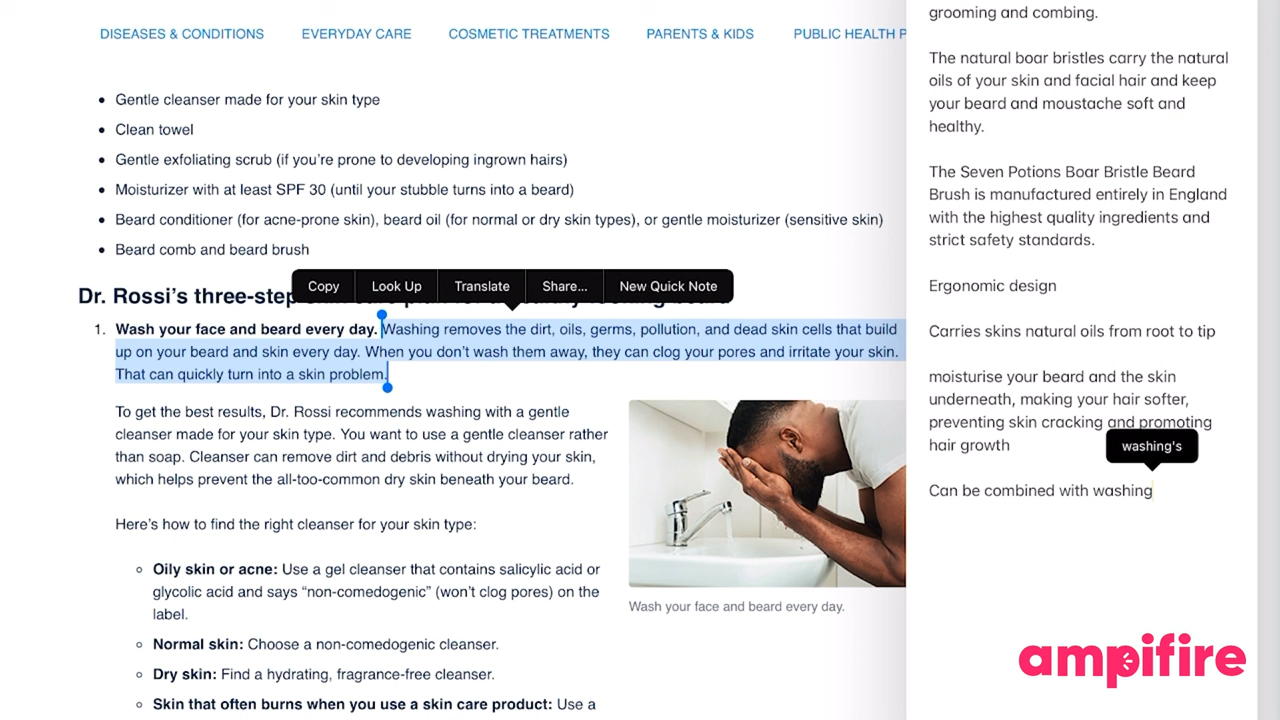 DISEASES & CONDITIONS EVERYDAY CARE COSMETIC TREATMENTS PARENTS & KIDS PUBLIC HEALTH P
• Gentle cleanser made for your skin type
• Clean towel
• Gentle exfoliating scrub (if you’re prone to developing ingrown hairs)
• Moisturizer with at least SPF 30 (until your stubble turns into a beard)
• Beard conditioner (for acne-prone skin), beard oil (for normal or dry skin types), or gentle moisturizer (sensitive skin)
• Beard comb and beard brush
Copy Look Up Translate Share... New Quick Note
Dr. Rossi’s three-step
1. Wash your face and beard every day. Washing removes the dirt, oils, germs, pollution, and dead skin cells that build
up on your beard and skin every day. When you don’t wash them away, they can clog your pores and irritate your skin.
That can quickly turn into a skin problem.
To get the best results, Dr. Rossi recommends washing with a gentle
cleanser made for your skin type. You want to use a gentle cleanser rather
than soap. Cleanser can remove dirt and debris without drying your skin,
which helps prevent the all-too-common dry skin beneath your beard.
Here’s how to find the right cleanser for your skin type:
Oily skin or acne: Use a gel cleanser that contains salicylic acid or
glycolic acid and says “non-comedogenic” (won’t clog pores) on the
label.
Normal skin: Choose a non-comedogenic cleanser.
Dry skin: Find a hydrating, fragrance-free cleanser.
Skin that often burns when you use a skin care product: Use a
Wash your face and beard every day.
grooming and combing.
The natural boar bristles carry the natural
oils of your skin and facial hair and keep
your beard and moustache soft and
healthy.
The Seven Potions Boar Bristle Beard
Brush is manufactured entirely in England
with the highest quality ingredients and
strict safety standards.
Ergonomic design
Carries skins natural oils from root to tip
moisturise your beard and the skin
underneath, making your hair softer,
preventing skin cracking and promoting
hair growth
washing's
Can be combined with washing
ampifire